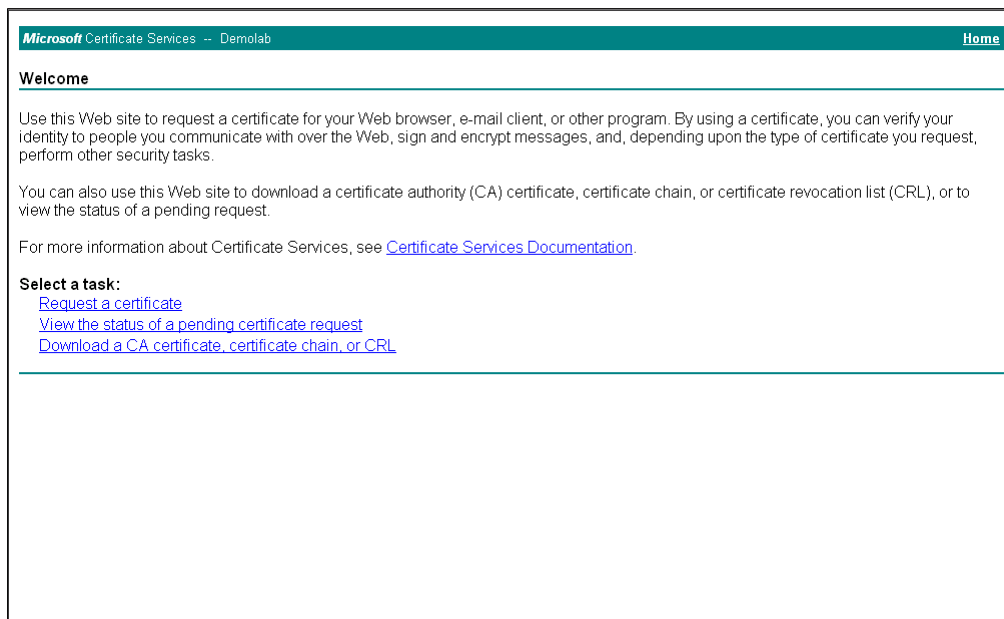 Microsoft Certificate Services -- Demolab Home
Welcome
Use this Web site to request a certificate for your Web browser, e-mail client, or other program. By using a certificate, you can verify your
identity to people you communicate with over the Web, sign and encrypt messages, and, depending upon the type of certificate you request,
perform other security tasks.
You can also use this Web site to download a certificate authority (CA) certificate, certificate chain, or certificate revocation list (CRL), or to
view the status of a pending request.
For more information about Certificate Services, see Certificate Services Documentation.
Select a task:
Request a certificate
View the status of a pending certificate request
Download a CA certificate, certificate chain, or CRL